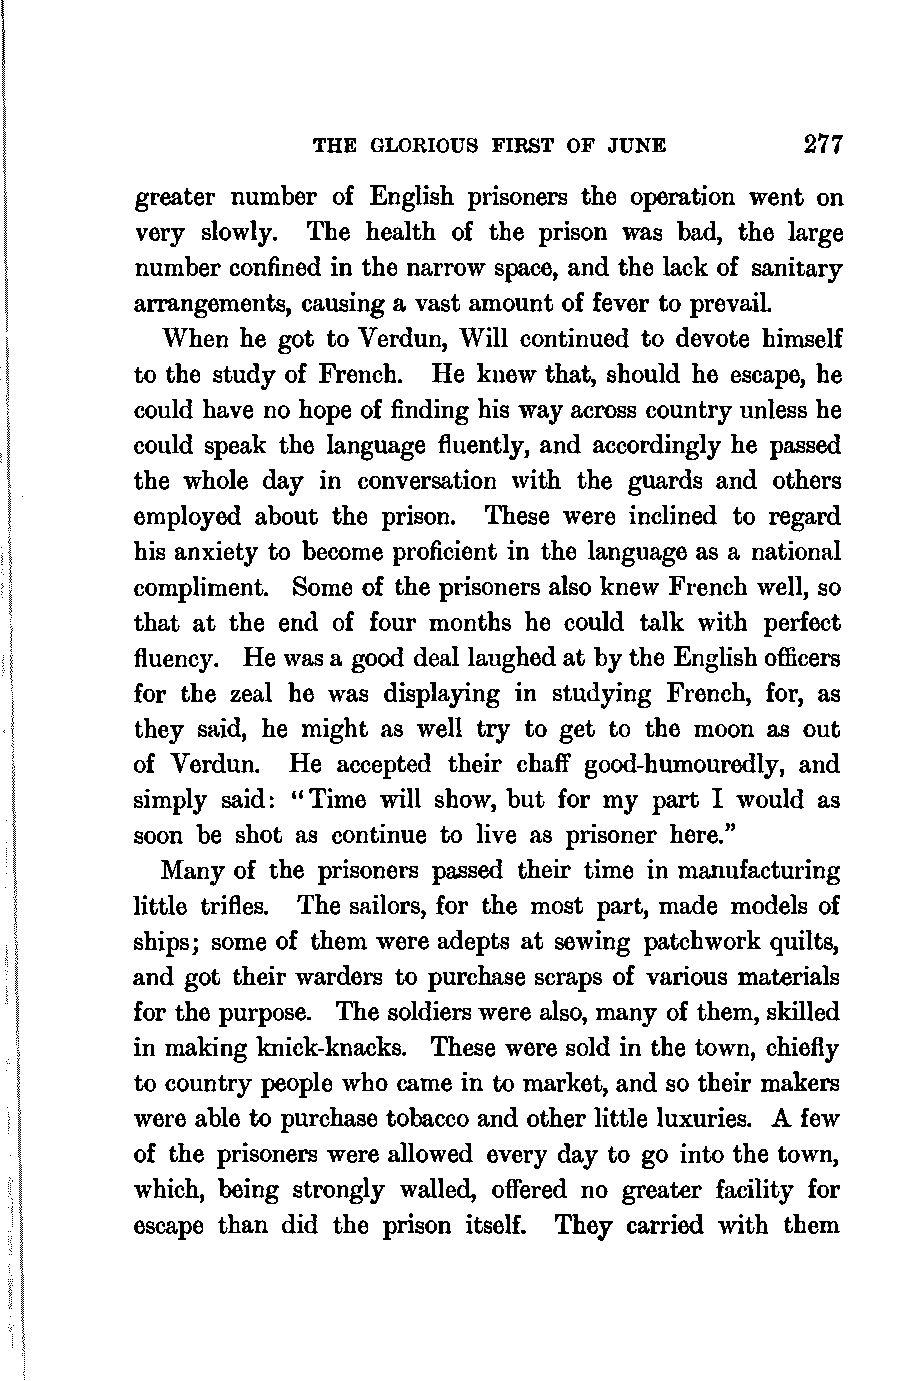 THE GLORIOUS FIRST OF JUNE 277
greater number of English prisoners the operation went on
very slowly. The health of the prison was bad, the large
number confined in the narrow space, and the lack of sanitary
arrangements, causing a vast amount of fever to prevail.
When he got to Verdun, Will continued to devote himself
to the study of French. He knew that, should he escape, he
could have no hope of finding his way across country unless he
could speak the language fluently, and accordingly he passed
the whole day in conversation with the guards and others
employed about the prison. These were inclined to regard
his anxiety to become proficient in the language as a national
compliment. Some of the prisoners also knew French well, so
that at the end of four months he could talk with perfect
fluency. He was a good deal laughed at by the English officers
for the zeal he was displaying in studying French, for, as
they said, he might as well try to get to the moon as out
of Verdun. He accepted their chaff good-humouredly, and
simply said: "Time will show, but for my part I would as
soon be shot as continue to live as prisoner here."
Many of the prisoners passed their time in manufacturing
little trifles. The sailors, for the most part, made models of
ships; some of them were adepts at sewing patchwork quilts,
and got their warders to purchase scraps of various materials
for the purpose. The soldiers were also, many of them, skilled
in making knick-knacks. These were sold in the town, chiefly
to country people who came in to market, and so their makers
were able to purchase tobacco and other little luxuries. A few
of the prisoners were allowed every day to go into the town,
which, being strongly walled, offered no greater facility for
escape than did the prison itself. They carried with them